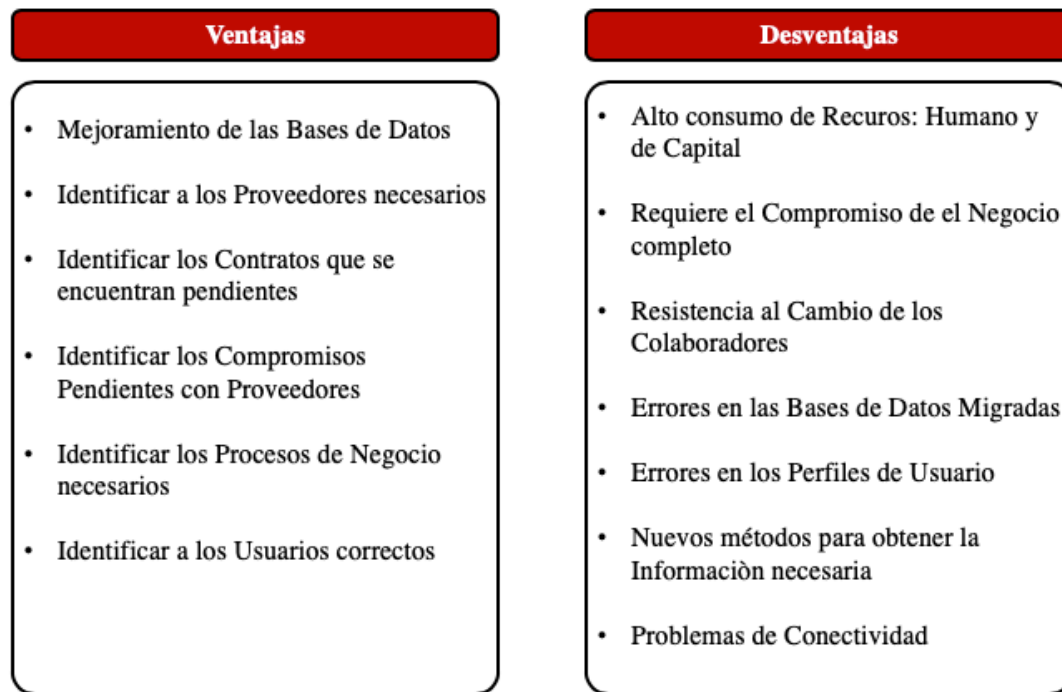 Ventajas
• Mejoramiento de las Bases de Datos
• Identificar a los Proveedores necesarios
• Identificar los Contratos que se
encuentran pendientes
• Identificar los Compromisos
Pendientes con Proveedores
• Identificar los Procesos de Negocio
necesarios
• Identificar a los Usuarios correctos
Desventajas
• Alto consumo de Recuros: Humano y
de Capital
• Requiere el Compromiso de el Negocio
completo
• Resistencia al Cambio de los
Colaboradores
• Errores en las Bases de Datos Migradas
• Errores en los Perfiles de Usuario
• Nuevos métodos para obtener la
Informaciòn necesaria
• Problemas de Conectividad